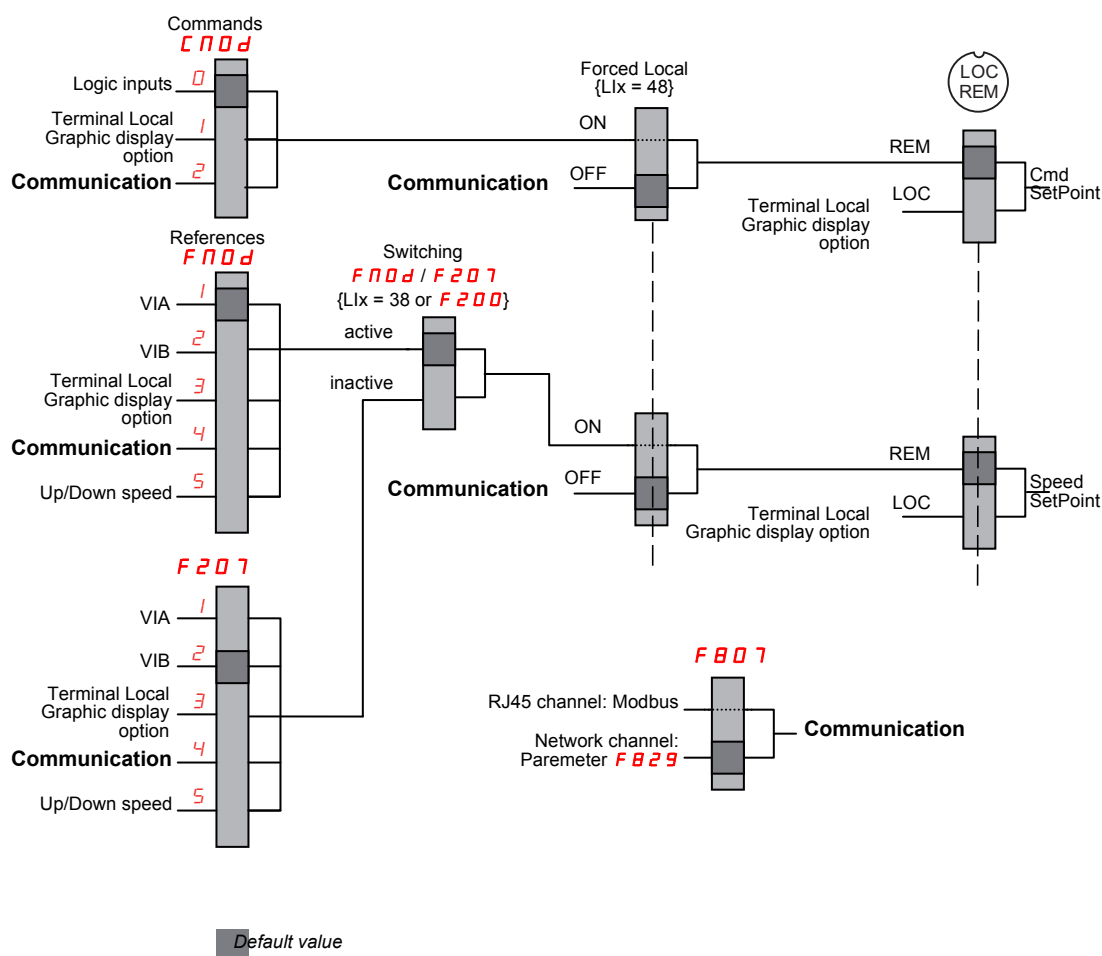 Commands
CMOd
Logic inputs 0
Terminal Local 1
Graphic display
option
Communication 2
Forced Local
{LIx = 48}
ON
Communication OFF
LOC
REM
REM
LOC
Terminal Local
Graphic display
option
Cmd
SetPoint
References
FMOd
VIA 1
VIB 2
Terminal Local 3
Graphic display
option
Communication 4
Up/Down speed 5
Switching
FMOd / F207
{LIx = 38 or F200}
active
inactive
ON
Communication OFF
REM
LOC
Terminal Local
Graphic display option
Speed
SetPoint
F207
VIA 1
VIB 2
Terminal Local 3
Graphic display
option
Communication 4
Up/Down speed 5
F807
RJ45 channel: Modbus
Network channel:
Paremeter F829
Communication
Default value